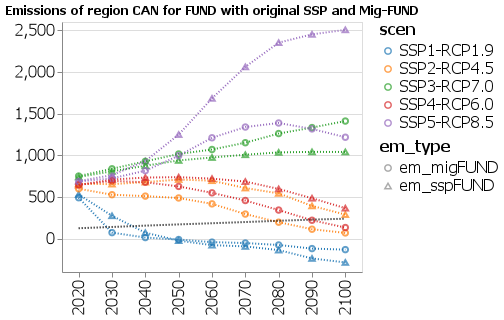 Emissions of region CAN for FUND with original SSP and Mig-FUND
2,500
2,000
1,500
1,000
500
0
2020
2030
2040
2050
2060
2070
2080
2090
2100
scen
SSP1-RCP1.9
SSP2-RCP4.5
SSP3-RCP7.0
SSP4-RCP6.0
SSP5-RCP8.5
em_type
em_migFUND
em_sspFUND